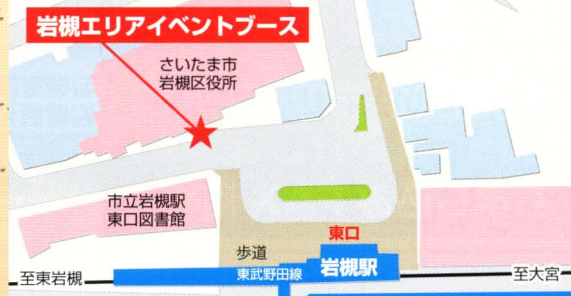 岩槻エリアイベントブース
さいたま市
岩槻区役所
市立岩槻駅
東口図書館
東口
歩道
東武野田線
岩槻駅
至東岩槻
至大宮